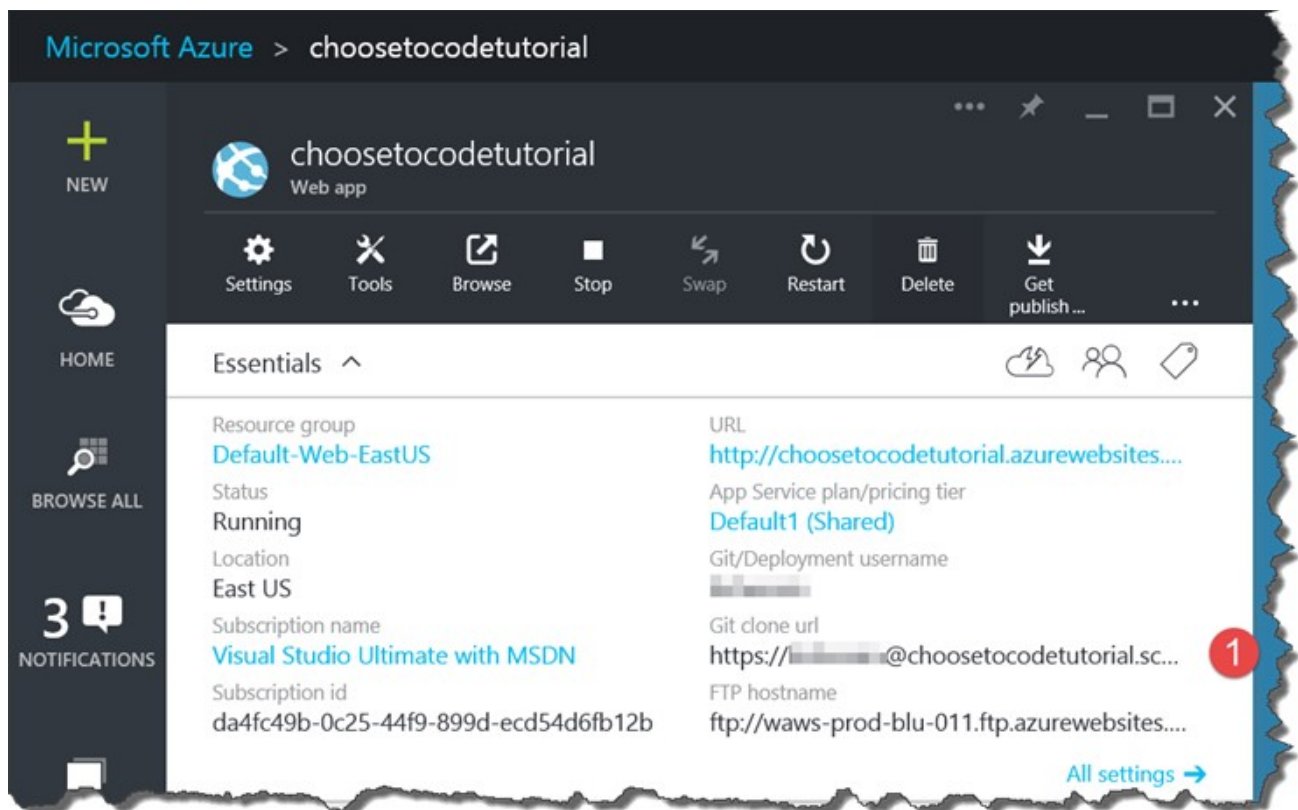 Microsoft Azure > choosetocodetutorial
NEW
HOME
BROWSE ALL
3
NOTIFICATIONS
choosetocodetutorial
Web app
Settings Tools Browse Stop Swap Restart Delete Get publish ...
Essentials
Resource group
Default-Web-EastUS
Status
Running
Location
East US
Subscription name
Visual Studio Ultimate with MSDN
Subscription id
da4fc49b-0c25-44f9-899d-ecd54d6fb12b
URL
http://choosetocodetutorial.azurewebsites....
App Service plan/pricing tier
Default1 (Shared)
Git/Deployment username
Git clone url
https:// @choosetocodetutorial.sc...
1
FTP hostname
ftp://waws-prod-blu-011.ftp.azurewebsites....
All settings